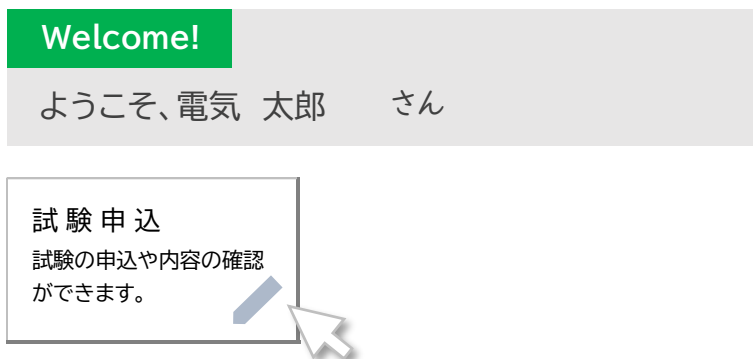 Welcome!
ようこそ、電気 太郎 さん
試験申込
試験の申込や内容の確認
ができます。